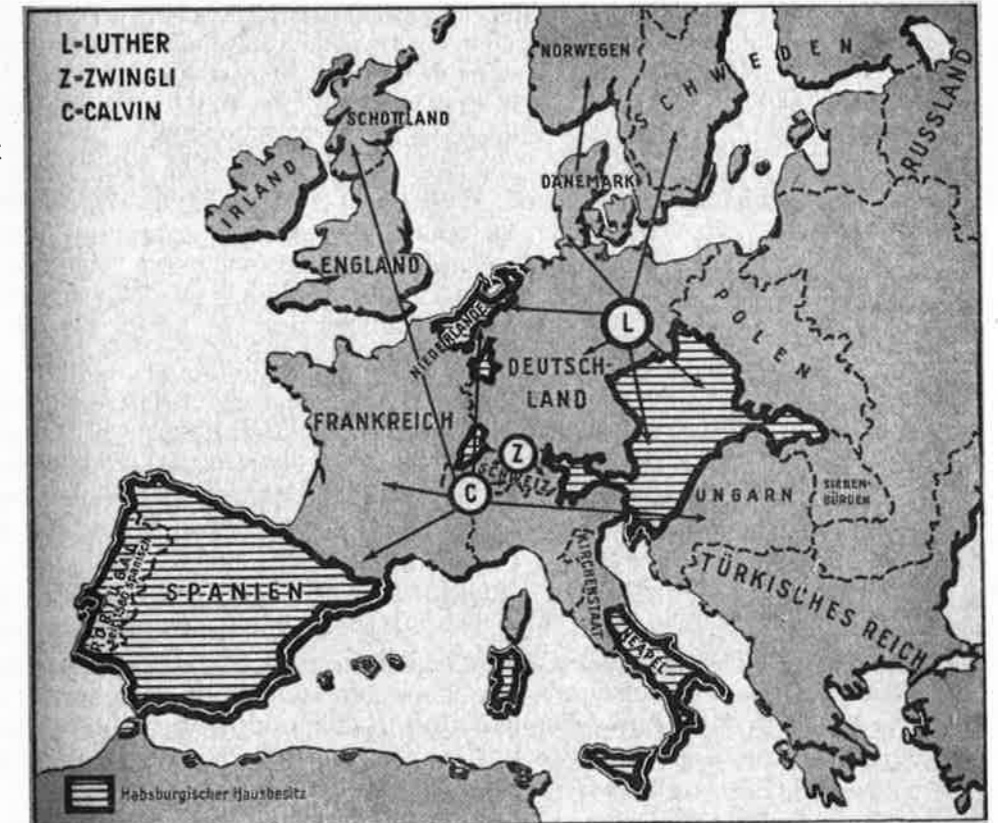 L=LUTHER
Z=ZWINGLI
C=CALVIN
NORWEGEN
SCHWEDEN
RUSSLAND
SCHOTTLAND
IRLAND
DÄNEMARK
ENGLAND
NIEDERLANDE
L
POLEN
DEUTSCH-
LAND
FRANKREICH
Z
SCHWEIZ
C
UNGARN
SIEBEN-
BÜRGEN
PORTUGAL
spanisch
SPANIEN
KIRCHENSTAAT
NEAPEL
TÜRKISCHES REICH
Habsburgischer Hausbesitz